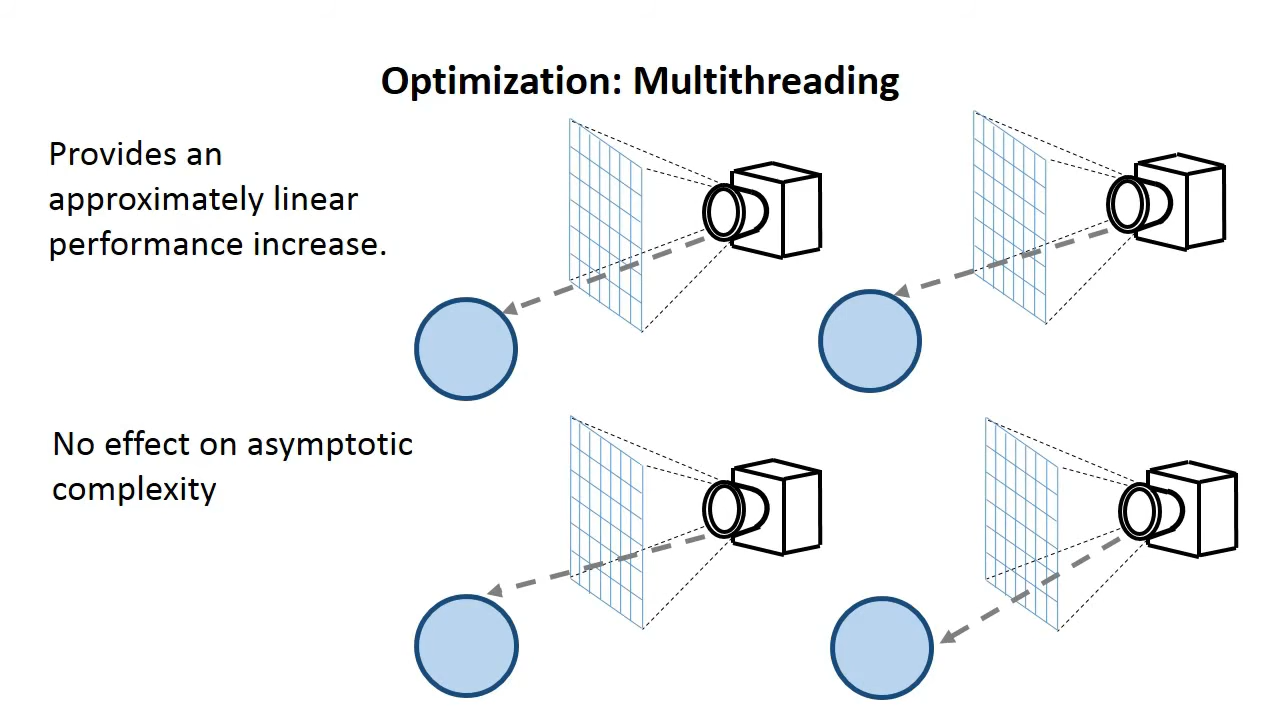 Optimization: Multithreading
Provides an
approximately linear
performance increase.
No effect on asymptotic
complexity